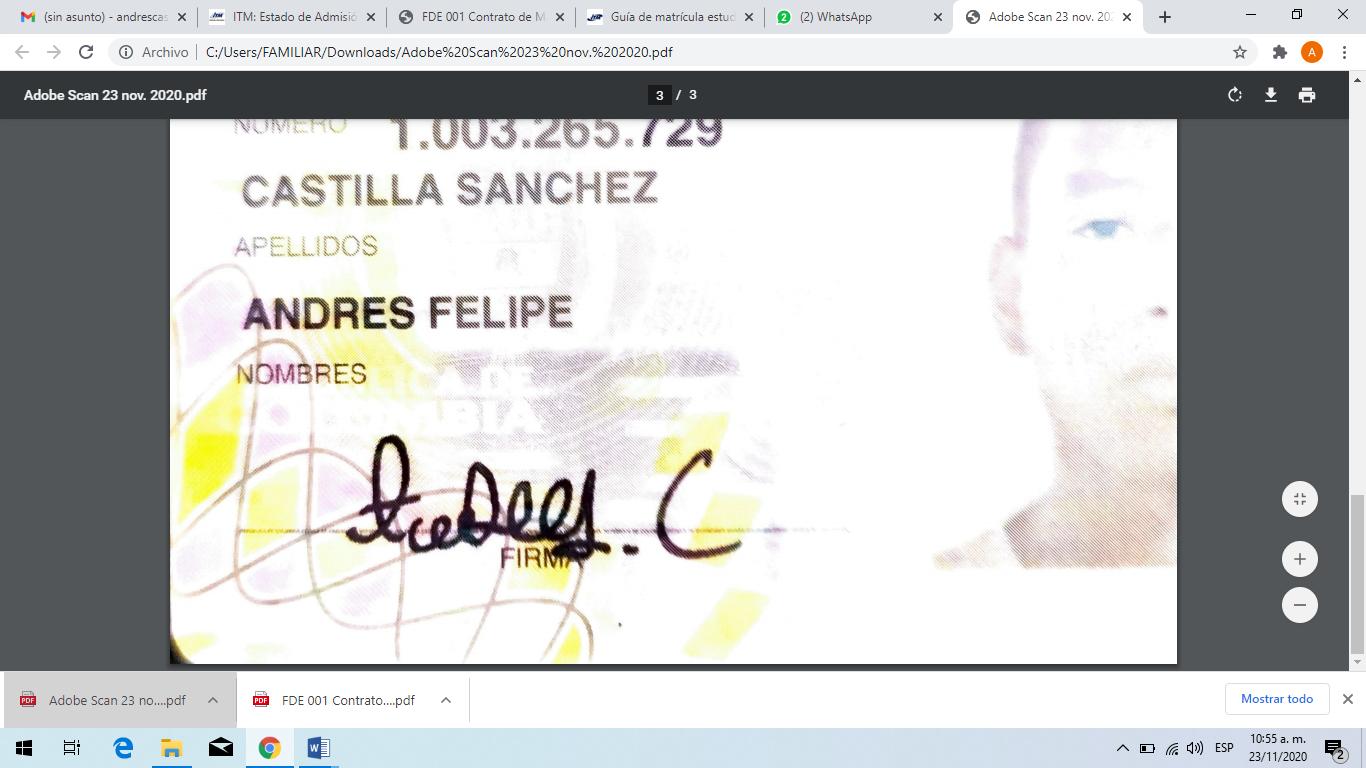 (sin asunto) - andrescas
ITM: Estado de Admisió
FDE 001 Contrato de M
Guía de matrícula estud
(2) WhatsApp
Adobe Scan 23 nov. 202
Archivo
C:/Users/FAMILIAR/Downloads/Adobe%20Scan%2023%20nov.%202020.pdf
A
Adobe Scan 23 nov. 2020.pdf
3 / 3
NUMERO 1.003.265.729
CASTILLA SANCHEZ
APELLIDOS
ANDRES FELIPE
NOMBRES
FIRMA
Adobe Scan 23 no....pdf
FDE 001 Contrato....pdf
Mostrar todo
ESP
10:55 a. m.
23/11/2020
2